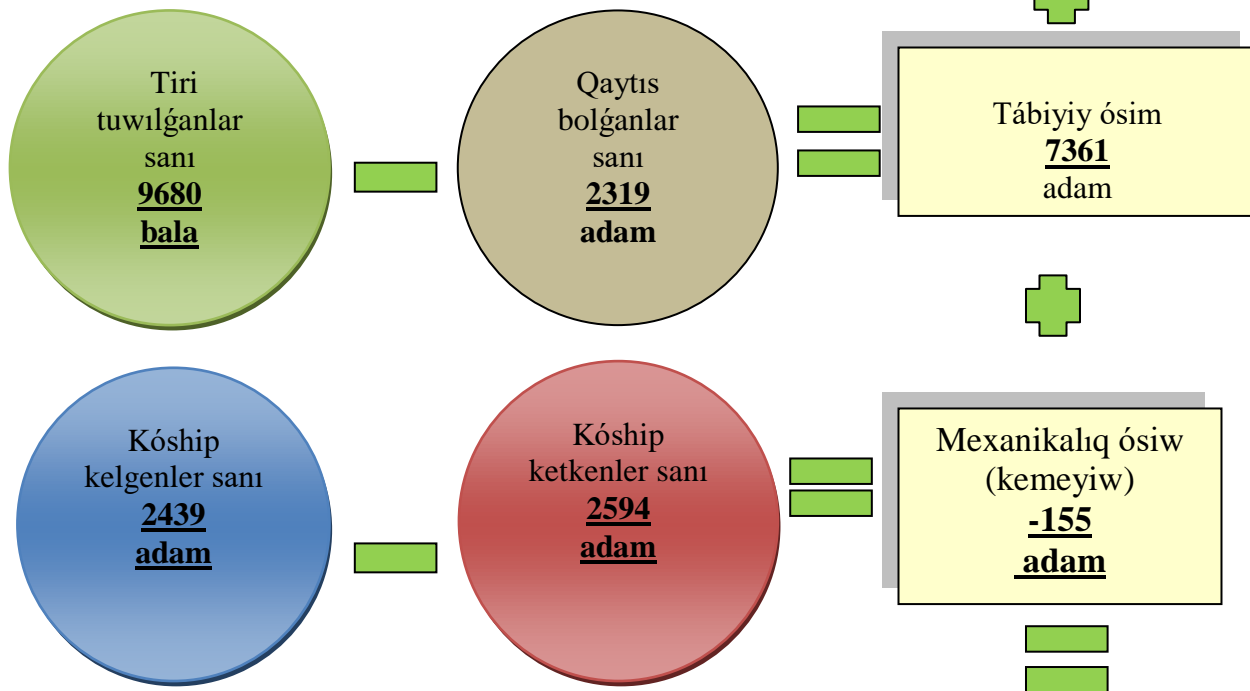 Tiri
tuwılǵanlar
sanı
9680
bala
Qaytıs
bolǵanlar
sanı
2319
adam
Tábiyiy ósim
7361
adam
Kóship
kelgenler sanı
2439
adam
Kóship
ketkenler sanı
2594
adam
Mexanikalıq ósiw
(kemeyiw)
-155
adam